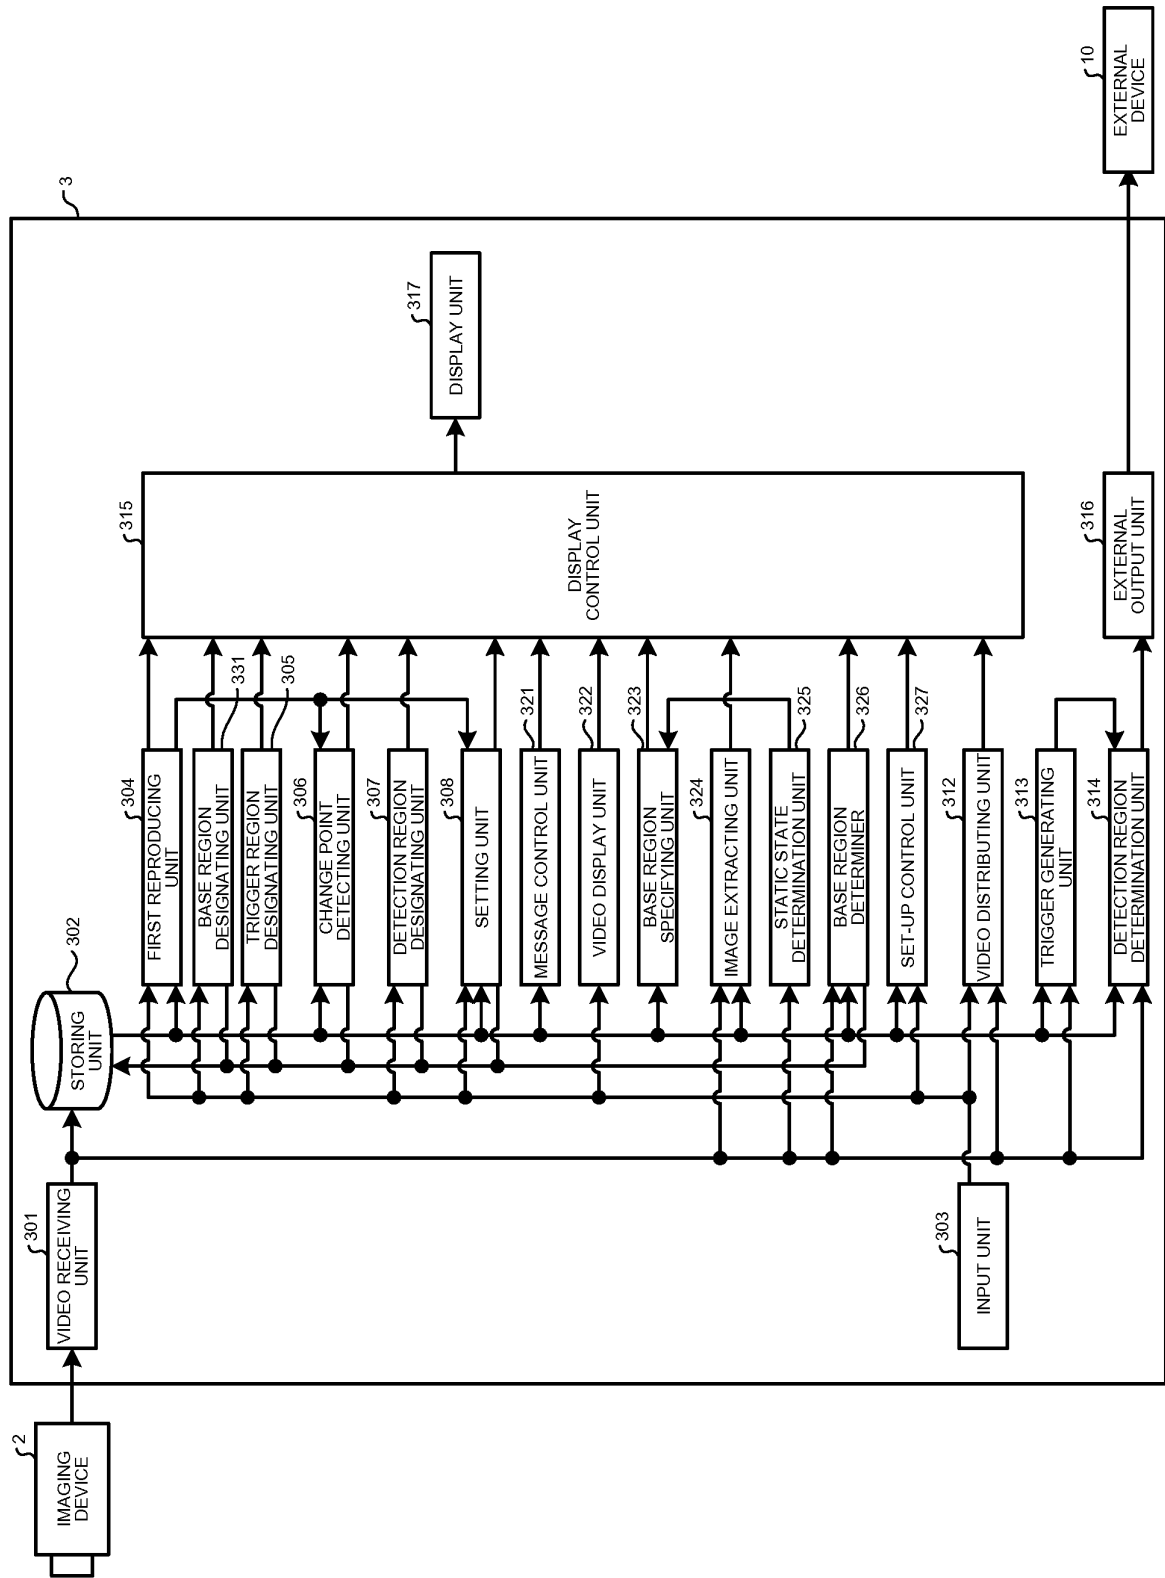 2
IMAGING
DEVICE
3
301
VIDEO RECEIVING
UNIT
302
STORING
UNIT
303
INPUT UNIT
304
FIRST REPRODUCING
UNIT
BASE REGION
DESIGNATING UNIT
331
TRIGGER REGION
DESIGNATING UNIT
305
306
CHANGE POINT
DETECTING UNIT
307
DETECTION REGION
DESIGNATING UNIT
308
SETTING UNIT
321
MESSAGE CONTROL UNIT
322
VIDEO DISPLAY UNIT
323
BASE REGION
SPECIFYING UNIT
324
IMAGE EXTRACTING UNIT
325
STATIC STATE
DETERMINATION UNIT
326
BASE REGION
DETERMINER
327
SET-UP CONTROL UNIT
312
VIDEO DISTRIBUTING UNIT
313
TRIGGER GENERATING
UNIT
314
DETECTION REGION
DETERMINATION UNIT
315
DISPLAY
CONTROL UNIT
316
EXTERNAL
OUTPUT UNIT
317
DISPLAY UNIT
10
EXTERNAL
DEVICE